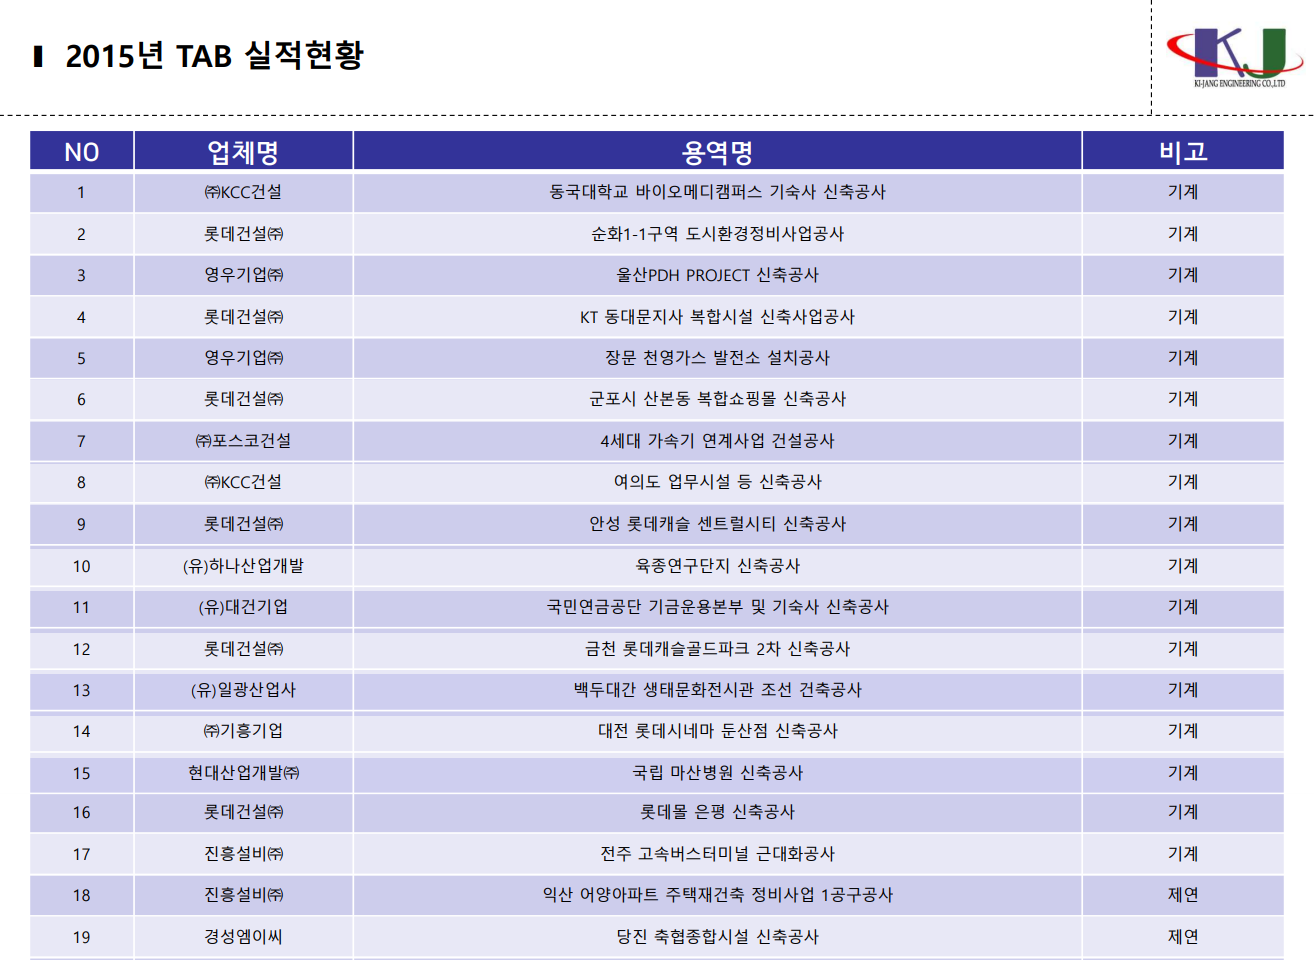 2015년 TAB 실적현황
KJ
KI-JANG ENGINEERING CO.,LTD
NO 업체명 용역명 비고
1 ㈜KCC건설 동국대학교 바이오메디캠퍼스 기숙사 신축공사 기계
2 롯데건설㈜ 순화1-1구역 도시환경정비사업공사 기계
3 영우기업㈜ 울산PDH PROJECT 신축공사 기계
4 롯데건설㈜ KT 동대문지사 복합시설 신축사업공사 기계
5 영우기업㈜ 장문 천영가스 발전소 설치공사 기계
6 롯데건설㈜ 군포시 산본동 복합쇼핑몰 신축공사 기계
7 ㈜포스코건설 4세대 가속기 연계사업 건설공사 기계
8 ㈜KCC건설 여의도 업무시설 등 신축공사 기계
9 롯데건설㈜ 안성 롯데캐슬 센트럴시티 신축공사 기계
10 (유)하나산업개발 육종연구단지 신축공사 기계
11 (유)대건기업 국민연금공단 기금운용본부 및 기숙사 신축공사 기계
12 롯데건설㈜ 금천 롯데캐슬골드파크 2차 신축공사 기계
13 (유)일광산업사 백두대간 생태문화전시관 조선 건축공사 기계
14 ㈜기흥기업 대전 롯데시네마 둔산점 신축공사 기계
15 현대산업개발㈜ 국립 마산병원 신축공사 기계
16 롯데건설㈜ 롯데몰 은평 신축공사 기계
17 진흥설비㈜ 전주 고속버스터미널 근대화공사 기계
18 진흥설비㈜ 익산 어양아파트 주택재건축 정비사업 1공구공사 제연
19 경성엠이씨 당진 축협종합시설 신축공사 제연